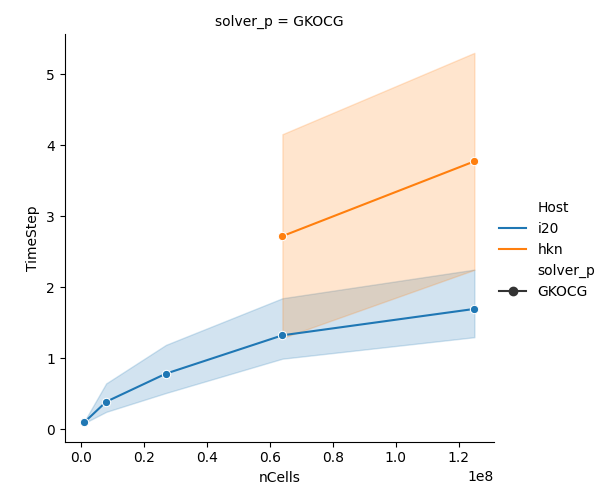 solver_p = GKOCG
5
4
3
2
1
0
TimeStep
0.0 0.2 0.4 0.6 0.8 1.0 1.2
1e8
nCells
Host
i20
hkn
solver_p
GKOCG